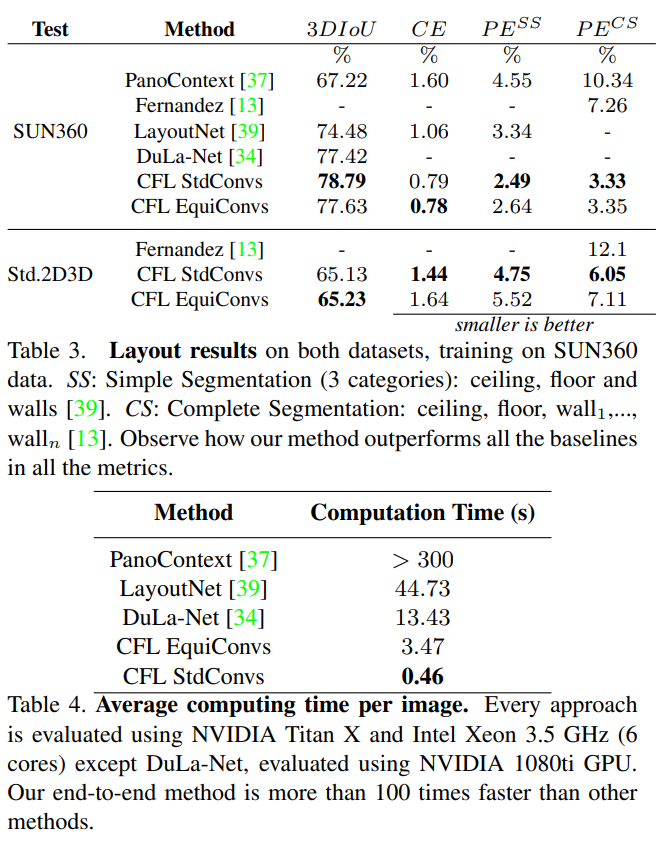 Test Method 3DIoU CE PE^SS PE^CS
% % % %
PanoContext [37] 67.22 1.60 4.55 10.34
Fernandez [13] - - - 7.26
SUN360 LayoutNet [39] 74.48 1.06 3.34 -
DuLa-Net [34] 77.42 - - -
CFL StdConvs 78.79 0.79 2.49 3.33
CFL EquiConvs 77.63 0.78 2.64 3.35
Fernandez [13] - - - 12.1
Std.2D3D CFL StdConvs 65.13 1.44 4.75 6.05
CFL EquiConvs 65.23 1.64 5.52 7.11
smaller is better
Table 3. Layout results on both datasets, training on SUN360
data. SS: Simple Segmentation (3 categories): ceiling, floor and
walls [39]. CS: Complete Segmentation: ceiling, floor, wall₁,...,
wallₙ [13]. Observe how our method outperforms all the baselines
in all the metrics.
Method Computation Time (s)
PanoContext [37] > 300
LayoutNet [39] 44.73
DuLa-Net [34] 13.43
CFL EquiConvs 3.47
CFL StdConvs 0.46
Table 4. Average computing time per image. Every approach
is evaluated using NVIDIA Titan X and Intel Xeon 3.5 GHz (6
cores) except DuLa-Net, evaluated using NVIDIA 1080ti GPU.
Our end-to-end method is more than 100 times faster than other
methods.